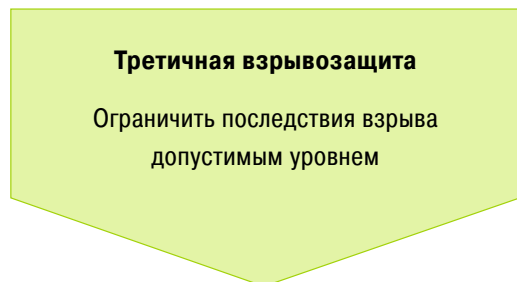 Третичная взрывозащита
Ограничить последствия взрыва
допустимым уровнем